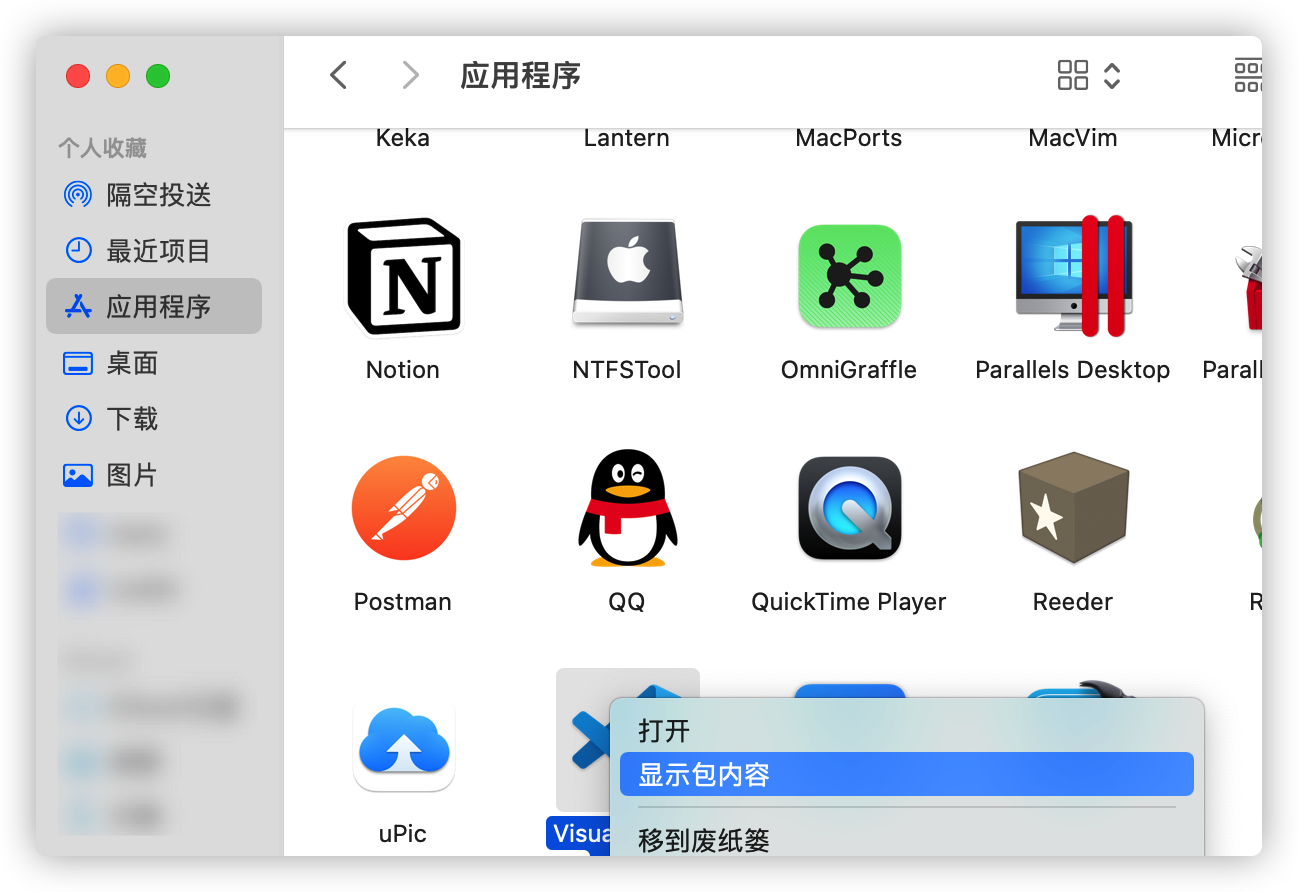 应用程序
个人收藏
隔空投送
最近项目
应用程序
桌面
下载
图片
Keka
Lantern
MacPorts
MacVim
Micr
Notion
NTFSTool
OmniGraffle
Parallels Desktop
Parall
Postman
QQ
QuickTime Player
Reeder
R
uPic
Visua
打开
显示包内容
移到废纸篓